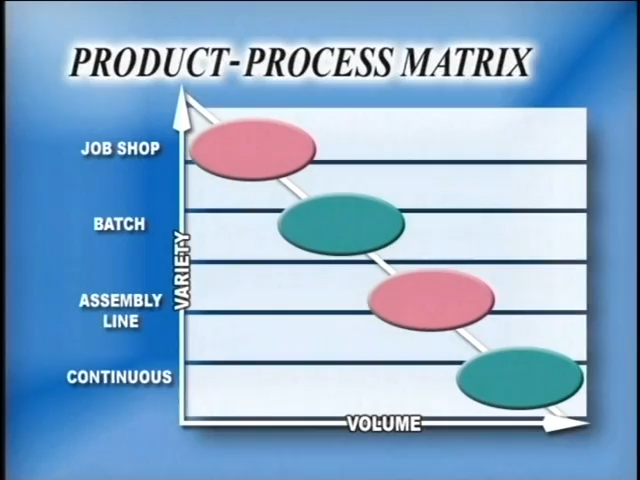 PRODUCT-PROCESS MATRIX
JOB SHOP
BATCH
ASSEMBLY
LINE
CONTINUOUS
VARIETY
VOLUME